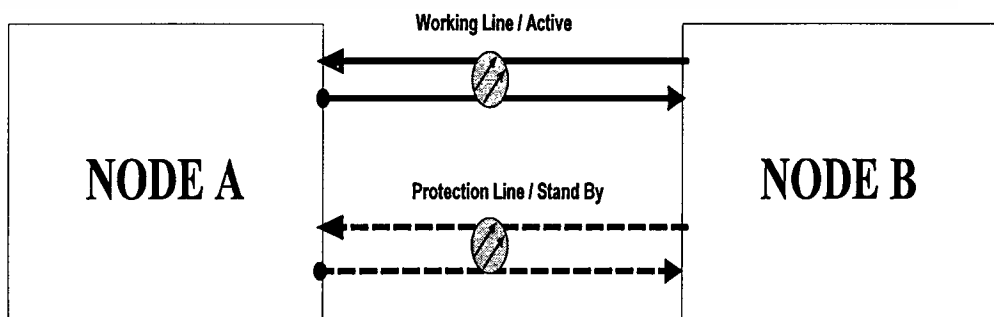 Working Line / Active
NODE A
NODE B
Protection Line / Stand By